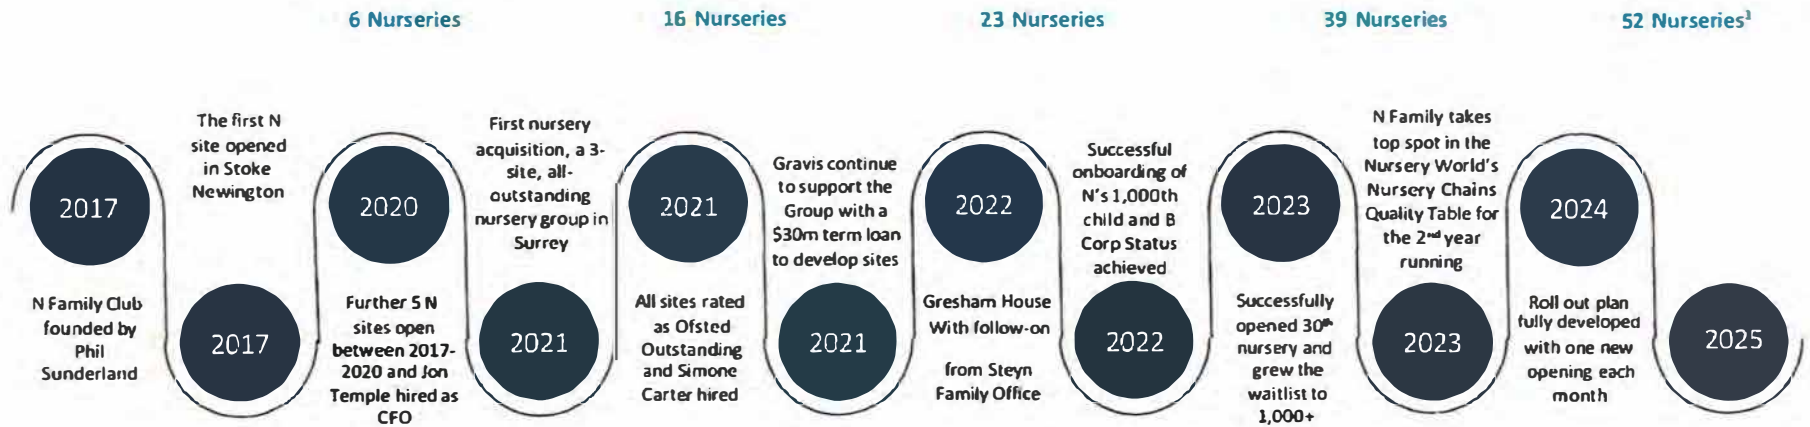 6 Nurseries
16 Nurseries
23 Nurseries
39 Nurseries
52 Nurseries¹
2017
N Family Club
founded by
Phil
Sunderland
The first N
site opened
in Stoke
Newington
2017
2020
Further 5 N
sites open
between 2017-
2020 and Jon
Temple hired as
CFO
First nursery
acquisition, a 3-
site, all-
outstanding
nursery group in
Surrey
2021
2021
All sites rated
as Ofsted
Outstanding
and Simone
Carter hired
Gravis continue
to support the
Group with a
$30m term loan
to develop sites
2021
2022
Gresham House
With follow-on
from Steyn
Family Office
Successful
onboarding of
N's 1,000th
child and B
Corp Status
achieved
2022
2023
Successfully
opened 30th
nursery and
grew the
waitlist to
1,000+
N Family takes
top spot in the
Nursery World's
Nursery Chains
Quality Table for
the 2nd year
running
2023
2024
Roll out plan
fully developed
with one new
opening each
month
2025